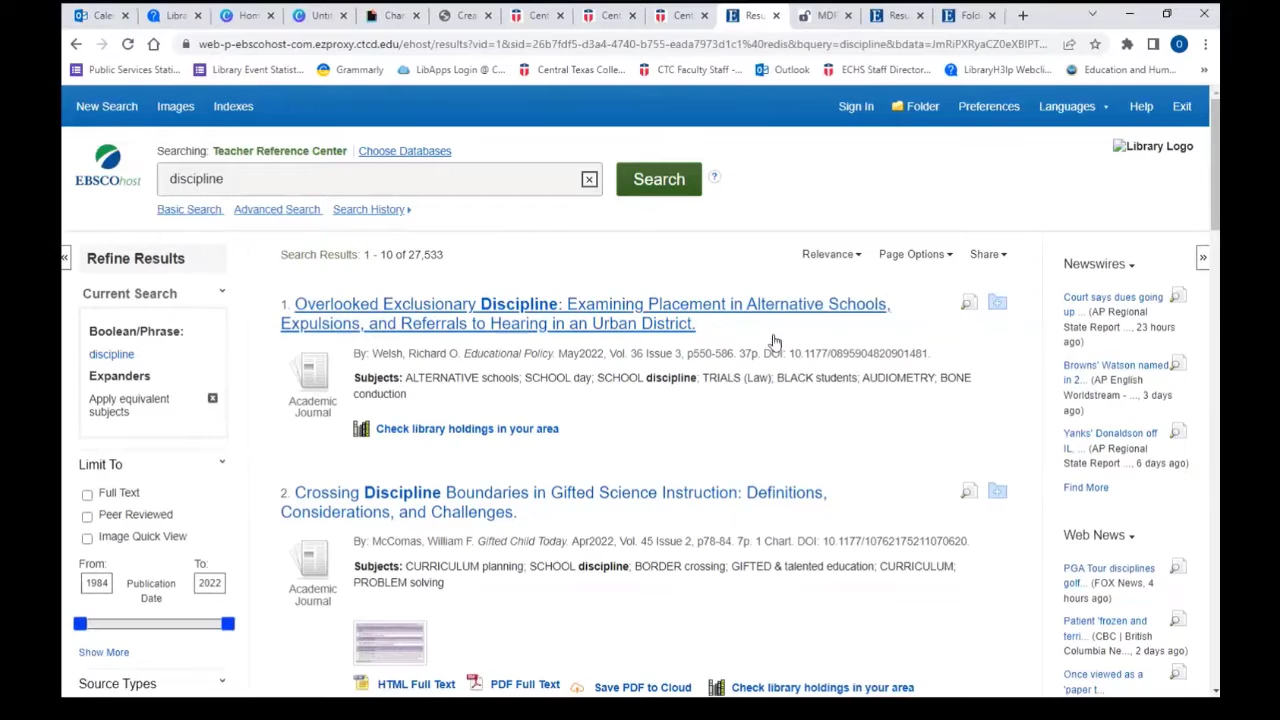 Cale
Libra
Hom
Unti
Char
Crea
Cent
Cent
Cent
Resu
MDF
Resu
Fold
web-p-ebscohost-com.ezproxy.ctcd.edu/ehost/results?vid=1&sid=26b7fdf5-d3a4-4740-b755-eada7973d1c1%40redis&bquery=discipline&bdata=JmRiPXRyaCZ0eXBlPT...
Public Services Stati...
Library Event Statist...
Grammarly
LibApps Login @ C...
Central Texas Colle...
CTC Faculty Staff -...
Outlook
ECHS Staff Director...
LibraryH3lp Webcli...
Education and Hum...
New Search Images Indexes
Sign In Folder Preferences Languages Help Exit
Searching: Teacher Reference Center Choose Databases
EBSCOhost
discipline
Search
Library Logo
Basic Search Advanced Search Search History
Refine Results
Current Search
Boolean/Phrase:
discipline
Expanders
Apply equivalent
subjects
Limit To
Full Text
Peer Reviewed
Image Quick View
From: To:
1984 Publication 2022
Date
Show More
Source Types
Search Results: 1 - 10 of 27,533
Relevance Page Options Share
1. Overlooked Exclusionary Discipline: Examining Placement in Alternative Schools,
Expulsions, and Referrals to Hearing in an Urban District.
By: Welsh, Richard O. Educational Policy. May2022, Vol. 36 Issue 3, p550-586. 37p. DOI: 10.1177/0895904820901481.
Academic
Journal
Subjects: ALTERNATIVE schools; SCHOOL day; SCHOOL discipline; TRIALS (Law); BLACK students; AUDIOMETRY; BONE
conduction
Check library holdings in your area
2. Crossing Discipline Boundaries in Gifted Science Instruction: Definitions,
Considerations, and Challenges.
By: McComas, William F. Gifted Child Today. Apr2022, Vol. 45 Issue 2, p78-84. 7p. 1 Chart. DOI: 10.1177/10762175211070620.
Academic
Journal
Subjects: CURRICULUM planning; SCHOOL discipline; BORDER crossing; GIFTED & talented education; CURRICULUM;
PROBLEM solving
HTML Full Text PDF Full Text Save PDF to Cloud Check library holdings in your area
Newswires
Court says dues going
up ... (AP Regional
State Report ..., 23 hours
ago)
Browns' Watson named
in 2... (AP English
Worldstream - ..., 3 days
ago)
Yanks' Donaldson off
IL, ... (AP Regional
State Report ..., 6 days ago)
Find More
Web News
PGA Tour disciplines
golf... (FOX News, 4
hours ago)
Patient 'frozen and
terri... (CBC | British
Columbia Ne..., 2 days ago)
Once viewed as a
'paper t...